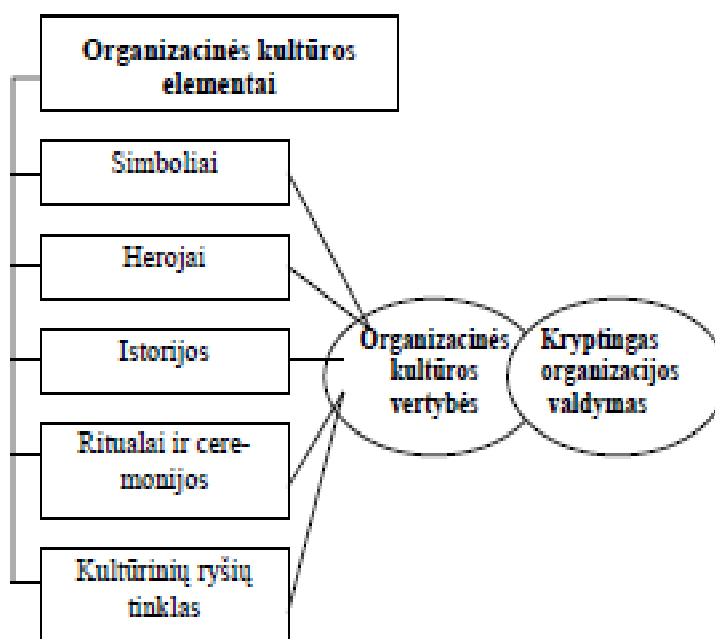 Organizacinės kultūros
elementai
Simboliai
Herojai
Istorijos
Ritualai ir cere-
monijos
Kultūrinių ryšių
tinklas
Organizacinės
kultūros
vertybės
Kryptingas
organizacijos
valdymas